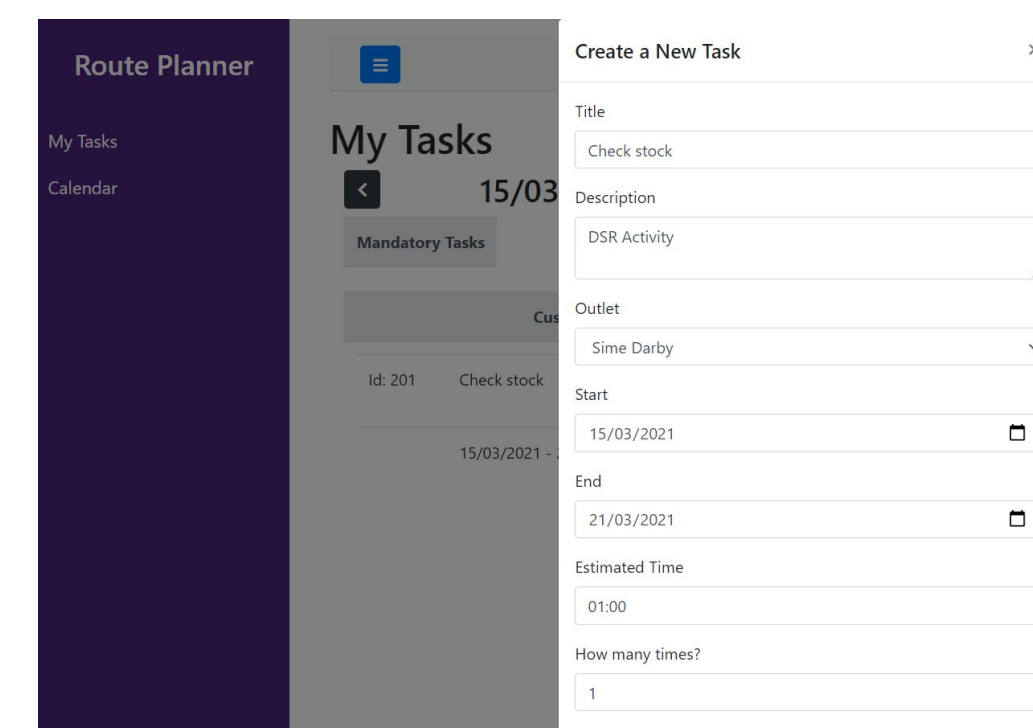 Route Planner
My Tasks
Calendar
My Tasks
15/03
Mandatory Tasks
Cus
Id: 201 Check stock
15/03/2021 -
Create a New Task
Title
Check stock
Description
DSR Activity
Outlet
Sime Darby
Start
15/03/2021
End
21/03/2021
Estimated Time
01:00
How many times?
1